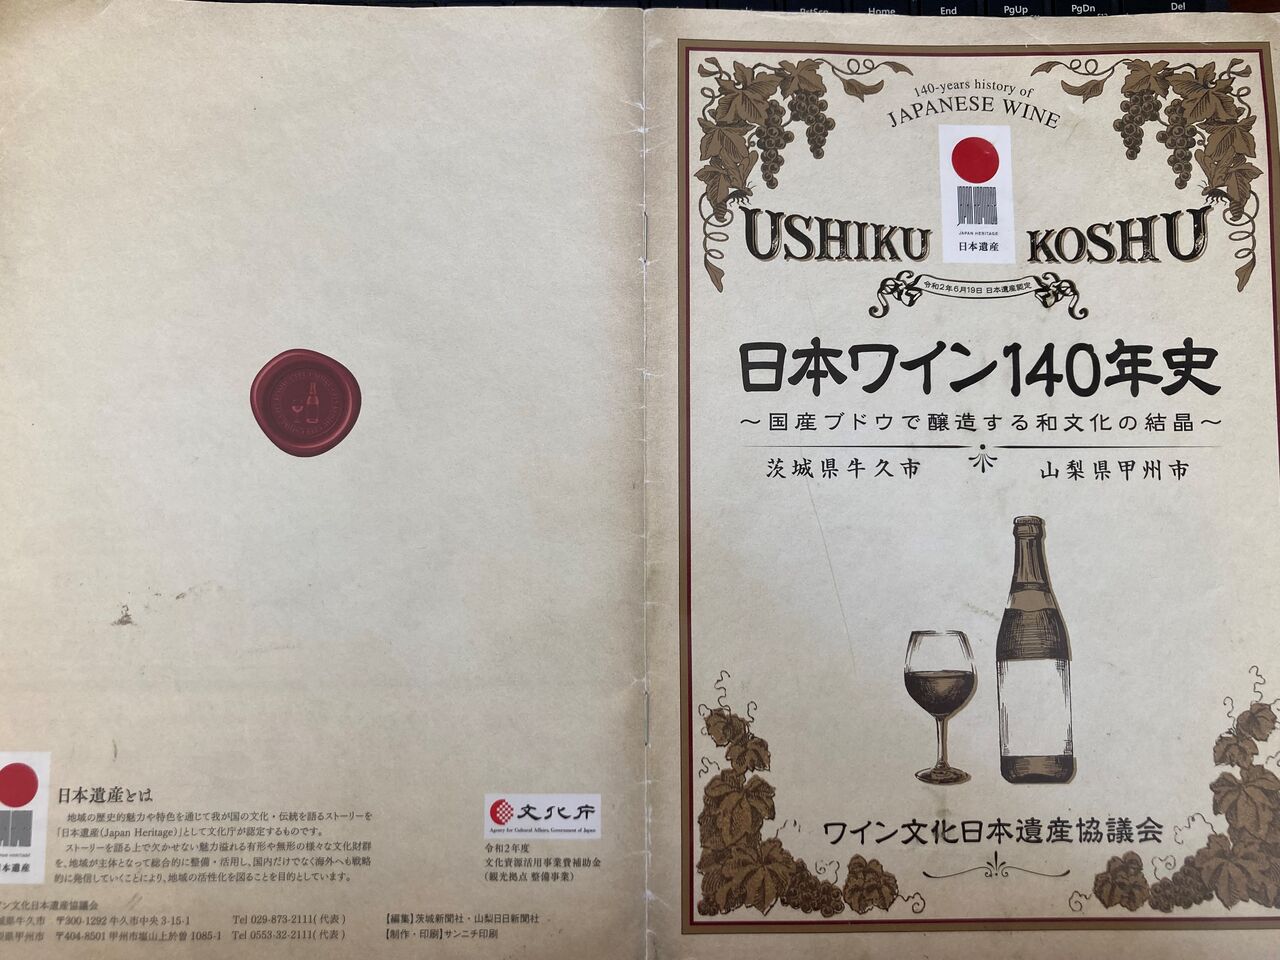 PrtScn Home End PgUp PgDn Del
140-years history of
JAPANESE WINE
JAPAN HERITAGE
日本遺産
USHIKU KOSHU
令和2年6月19日 日本遺産認定
日本ワイン140年史
～国産ブドウで醸造する和文化の結晶～
茨城県牛久市 山梨県甲州市
ワイン文化日本遺産協議会
日本遺産とは
地域の歴史的魅力や特色を通じて我が国の文化・伝統を語るストーリーを
「日本遺産(Japan Heritage)」として文化庁が認定するものです。
ストーリーを語る上で欠かせない魅力溢れる有形や無形の様々な文化財群
を、地域が主体となって総合的に整備・活用し、国内だけでなく海外へも戦略
的に発信していくことにより、地域の活性化を図ることを目的としています。
PAN HERITAGE
日本遺産
文化庁
Agency for Cultural Affairs, Government of Japan
令和2年度
文化資源活用事業費補助金
（観光拠点 整備事業）
イン文化日本遺産協議会
城県牛久市 〒300-1292 牛久市中央 3-15-1 Tel 029-873-2111(代表)
梨県甲州市 〒404-8501 甲州市塩山上於曽 1085-1 Tel 0553-32-2111(代表)
【編集】茨城新聞社・山梨日日新聞社
【制作・印刷】サンニチ印刷